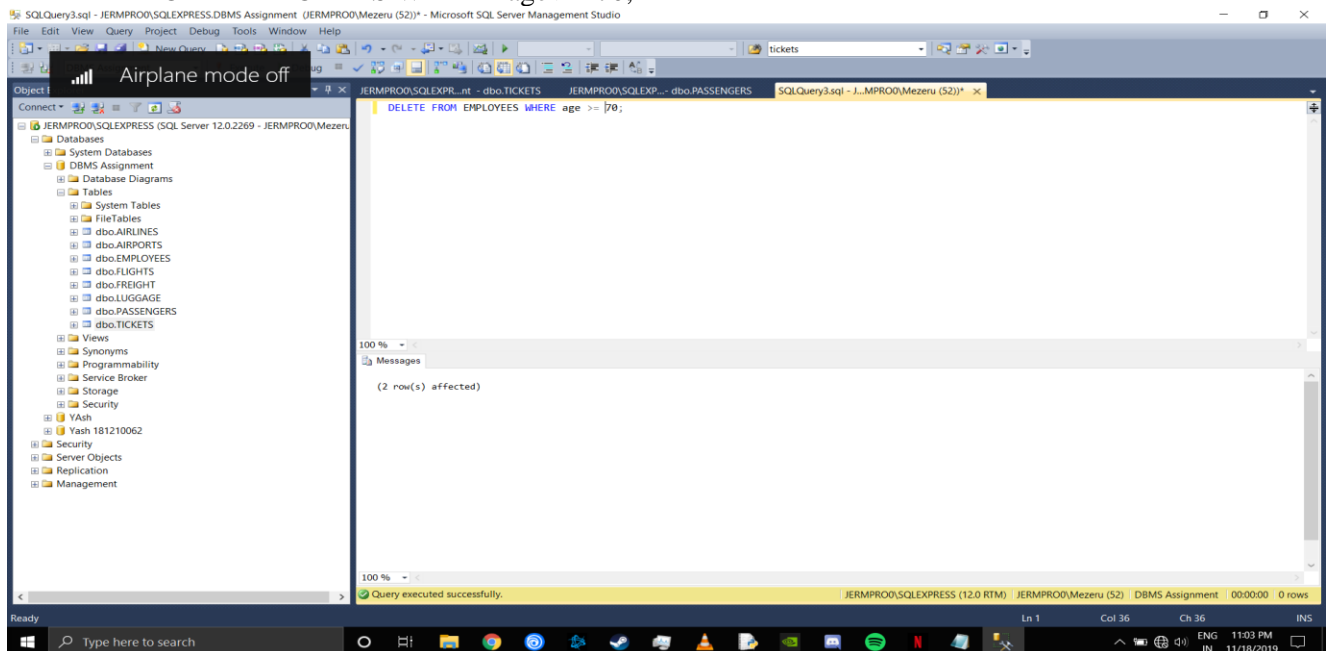 SQLQuery3.sql - JERMPRO0\SQLEXPRESS.DBMS Assignment (JERMPRO0\Mezeru (52))* - Microsoft SQL Server Management Studio
File Edit View Query Project Debug Tools Window Help
New Query
tickets
Airplane mode off
Connect
JERMPRO0\SQLEXPRESS (SQL Server 12.0.2269 - JERMPRO0\Mezeru
Databases
System Databases
DBMS Assignment
Database Diagrams
Tables
System Tables
FileTables
dbo.AIRLINES
dbo.AIRPORTS
dbo.EMPLOYEES
dbo.FLIGHTS
dbo.FREIGHT
dbo.LUGGAGE
dbo.PASSENGERS
dbo.TICKETS
Views
Synonyms
Programmability
Service Broker
Storage
Security
YAsh
Yash 181210062
Security
Server Objects
Replication
Management
JERMPRO0\SQLEXPR...nt - dbo.TICKETS JERMPRO0\SQLEXP...- dbo.PASSENGERS SQLQuery3.sql - J...MPRO0\Mezeru (52))*
DELETE FROM EMPLOYEES WHERE age >= 70;
100 %
Messages
(2 row(s) affected)
100 %
Query executed successfully. JERMPRO0\SQLEXPRESS (12.0 RTM) JERMPRO0\Mezeru (52) DBMS Assignment 00:00:00 0 rows
Ready Ln 1 Col 36 Ch 36 INS
Type here to search
ENG 11:03 PM
IN 11/18/2019